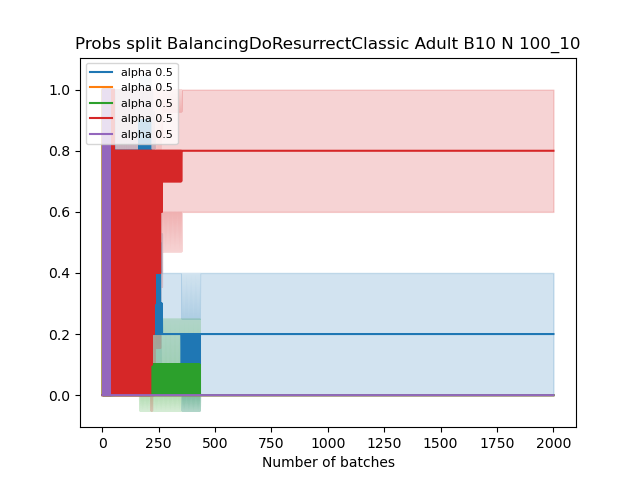 Probs split BalancingDoResurrectClassic Adult B10 N 100_10
alpha 0.5
alpha 0.5
alpha 0.5
alpha 0.5
alpha 0.5
1.0
0.8
0.6
0.4
0.2
0.0
0 250 500 750 1000 1250 1500 1750 2000
Number of batches